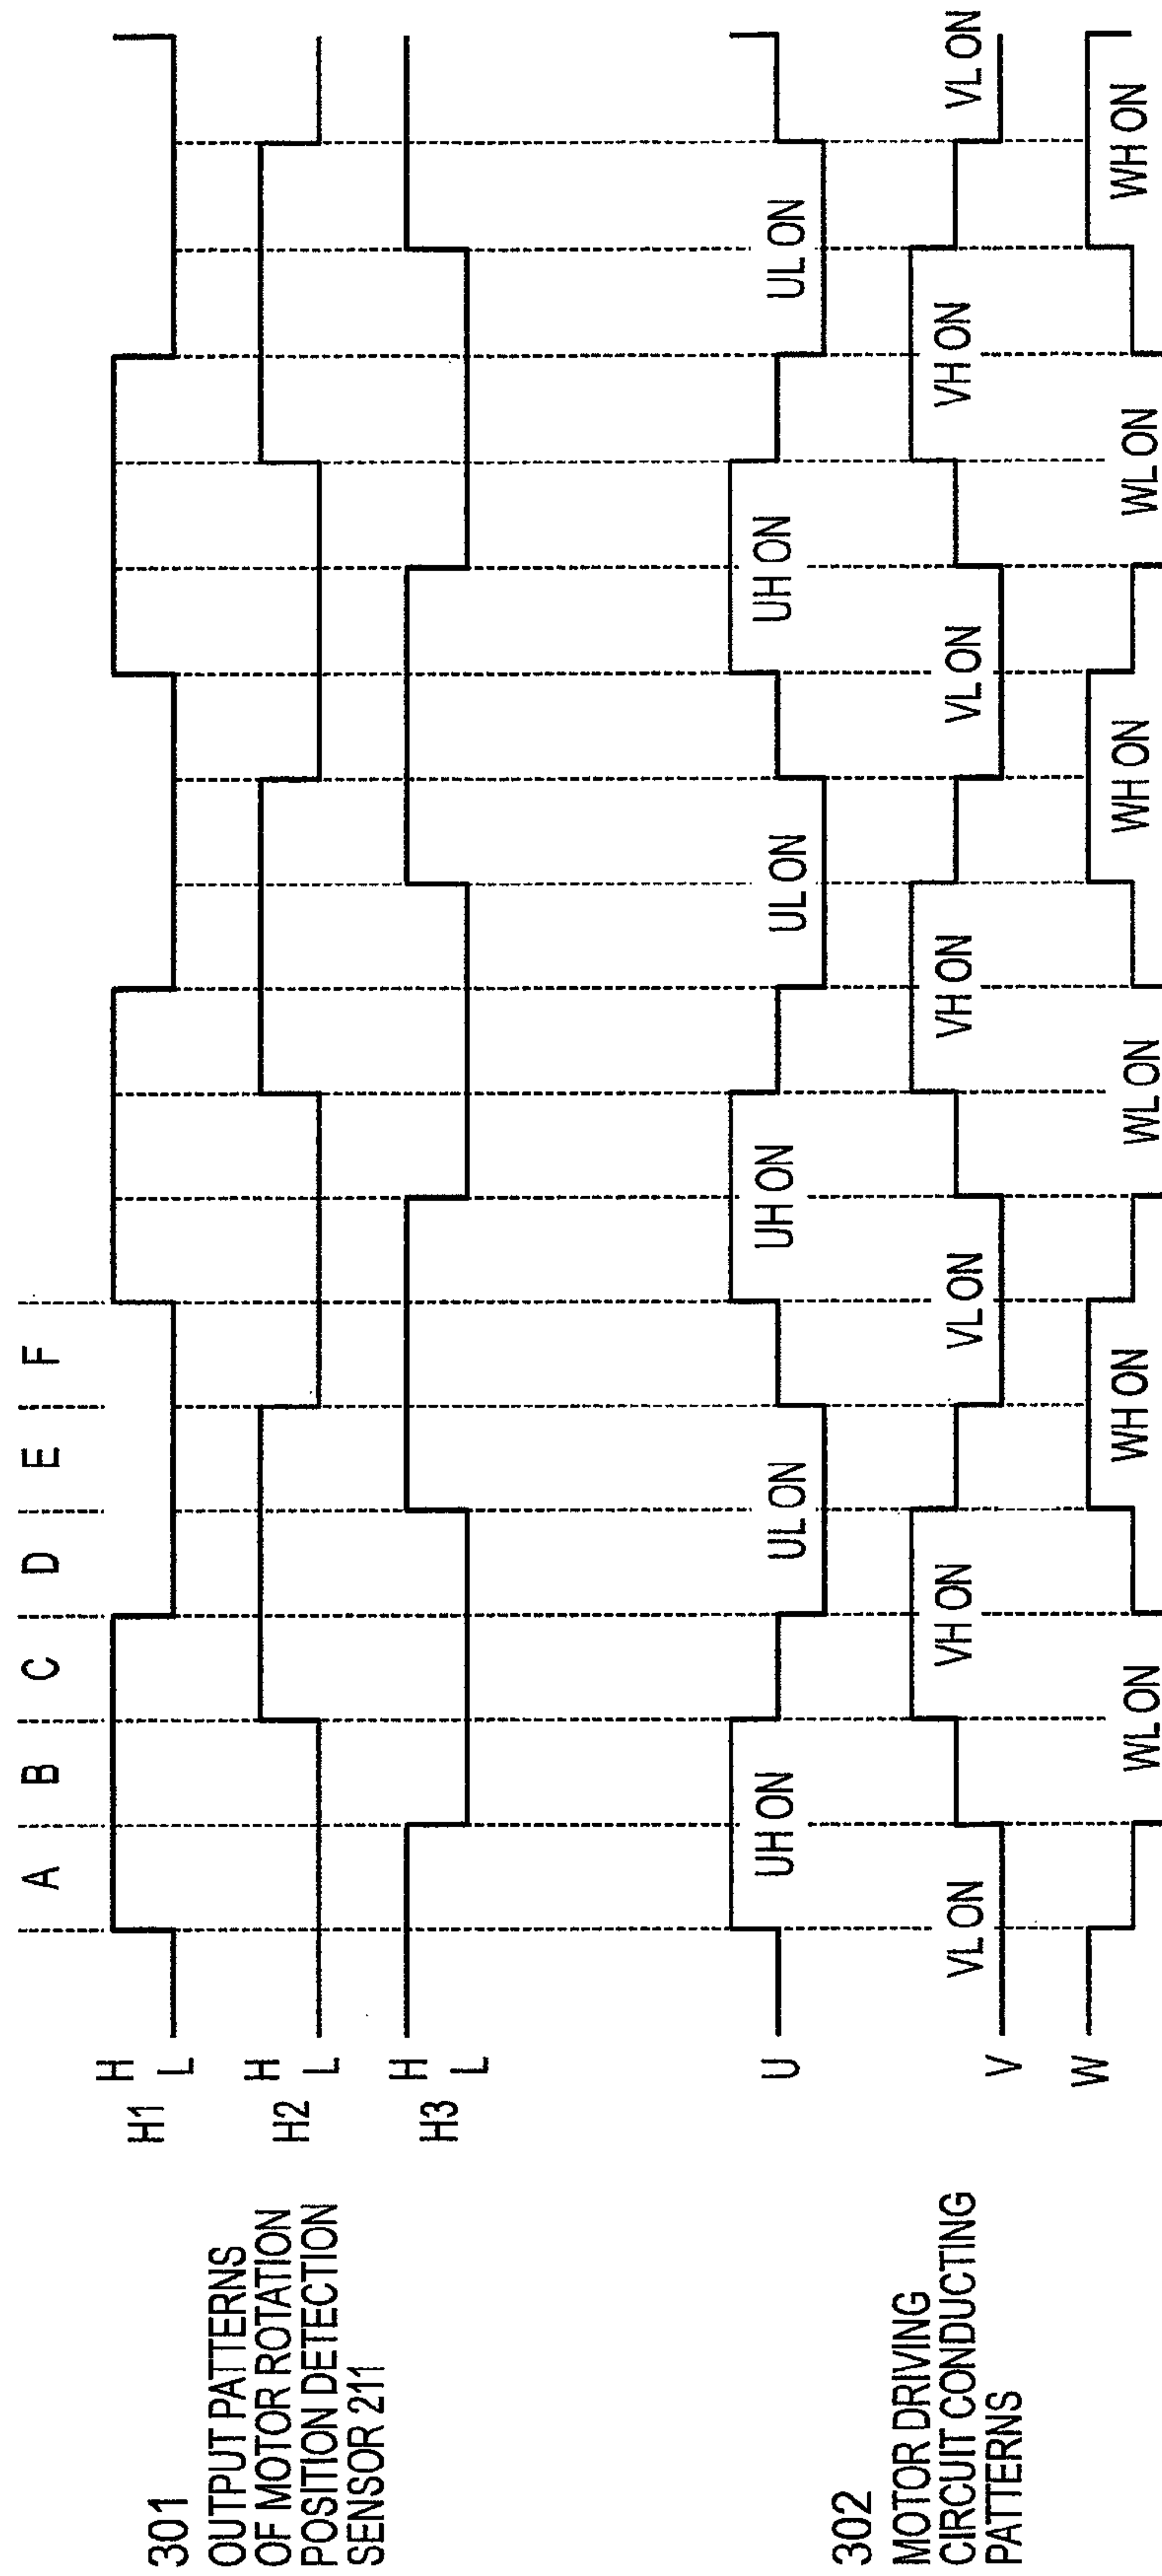 A B C D E F
301
OUTPUT PATTERNS
OF MOTOR ROTATION
POSITION DETECTION
SENSOR 211
H1 H
L
H2 H
L
H3 H
L
302
MOTOR DRIVING
CIRCUIT CONDUCTING
PATTERNS
U
UH ON UL ON UH ON UL ON UH ON UL ON
V
VL ON VH ON VL ON VH ON VL ON VH ON VL ON
W
WL ON WH ON WL ON WH ON WL ON WH ON